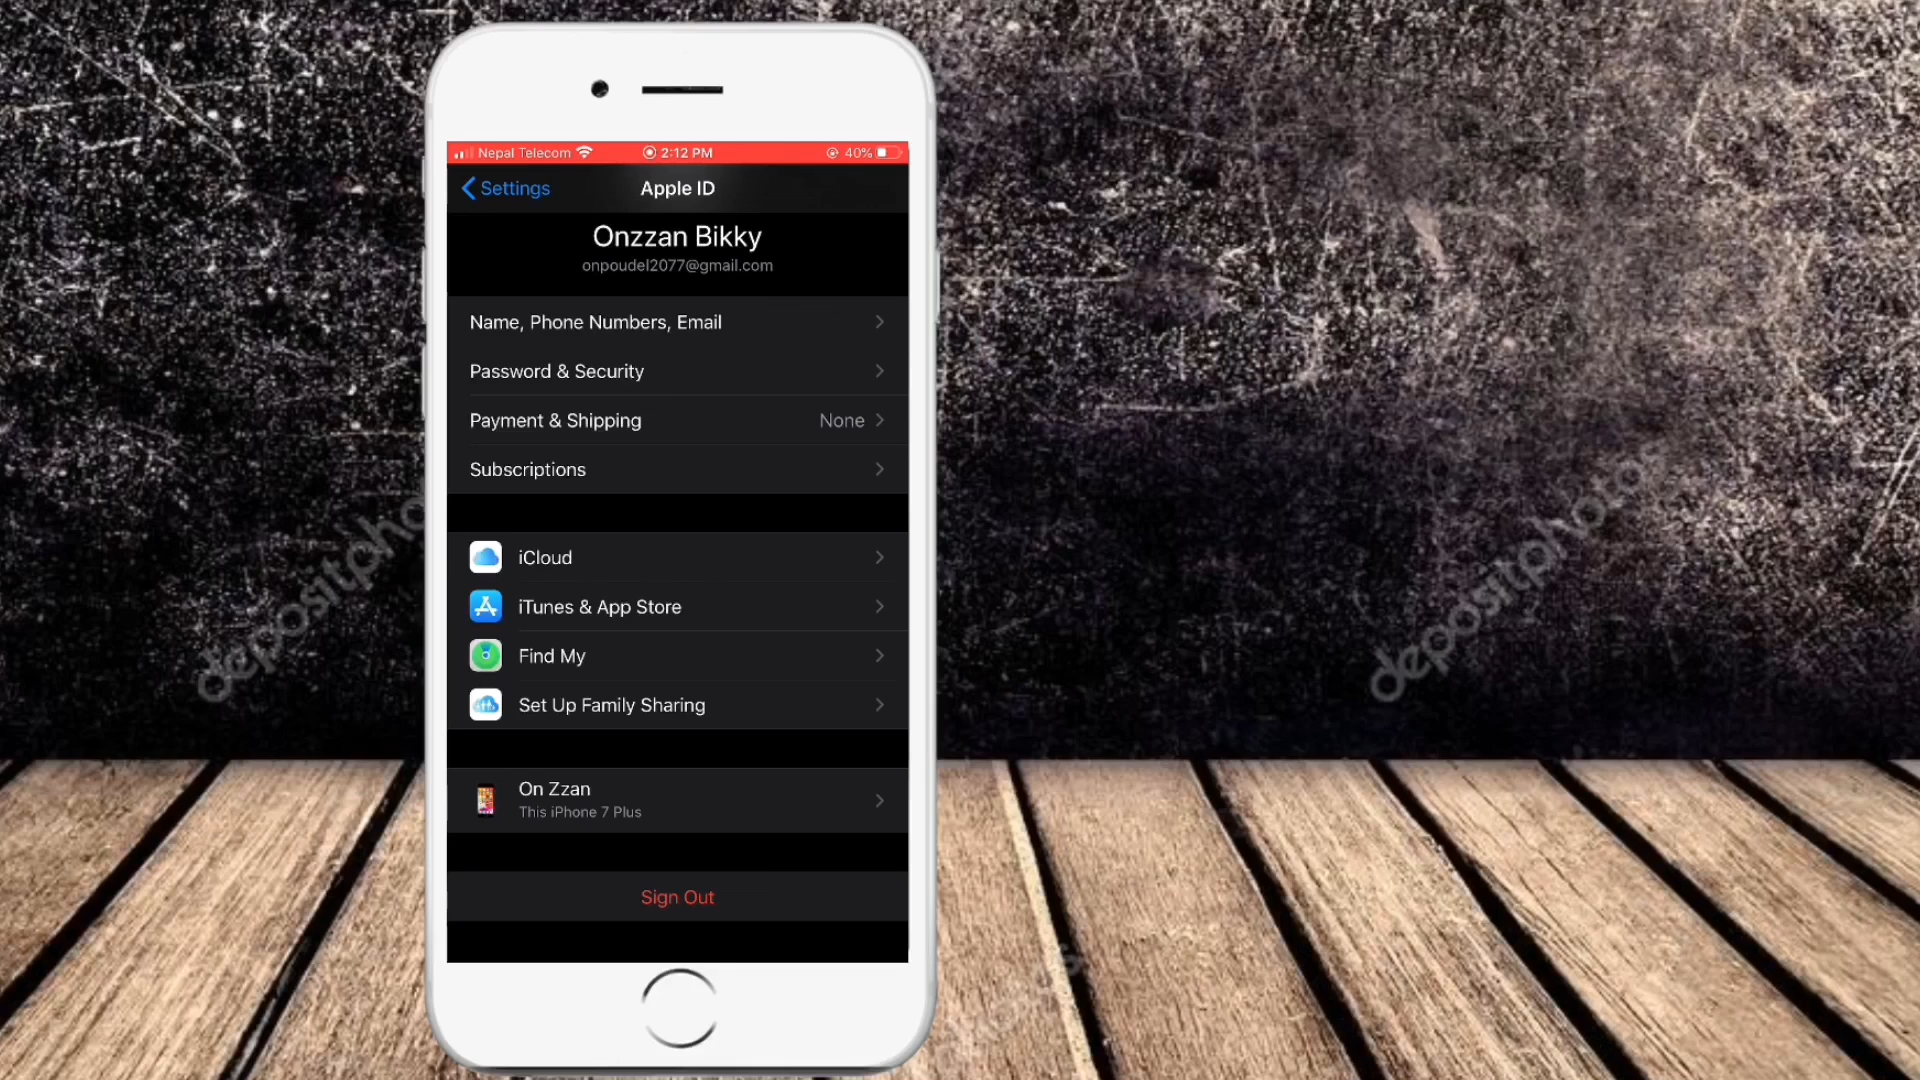 Nepal Telecom 2:12 PM 40%
Settings Apple ID
Onzzan Bikky
onpoudel2077@gmail.com
Name, Phone Numbers, Email
Password & Security
Payment & Shipping None
Subscriptions
iCloud
iTunes & App Store
Find My
Set Up Family Sharing
On Zzan
This iPhone 7 Plus
Sign Out
depositphotos